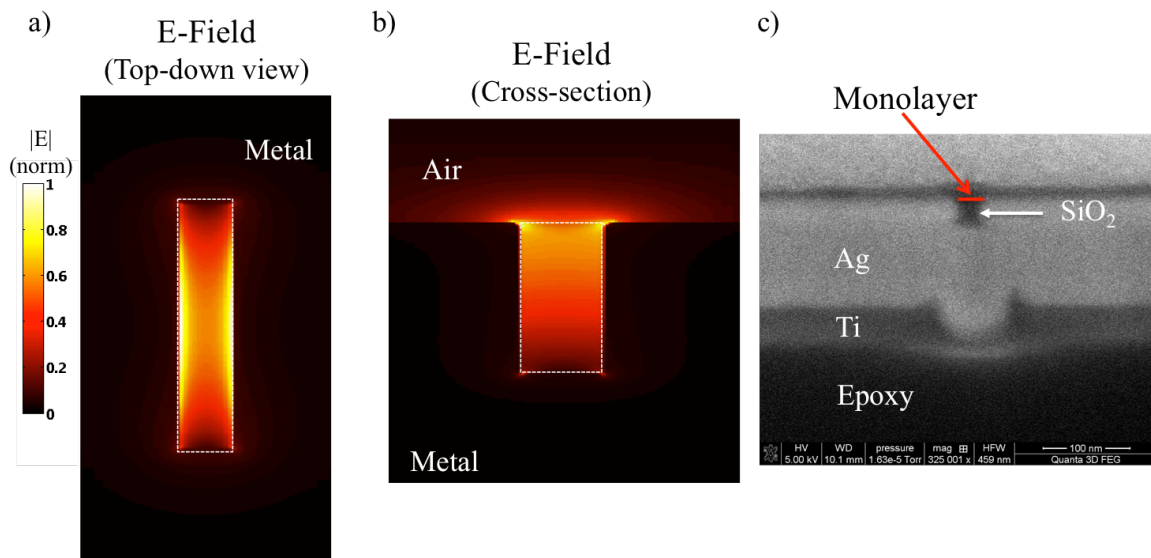 a)
E-Field
(Top-down view)
|E|
(norm)
1
0.8
0.6
0.4
0.2
0
Metal
b)
E-Field
(Cross-section)
Air
Metal
c)
Monolayer
SiO₂
Ag
Ti
Epoxy
HV WD pressure mag HFW 100 nm
5.00 kV 10.1 mm 1.63e-5 Torr 325 001 x 459 nm Quanta 3D FEG